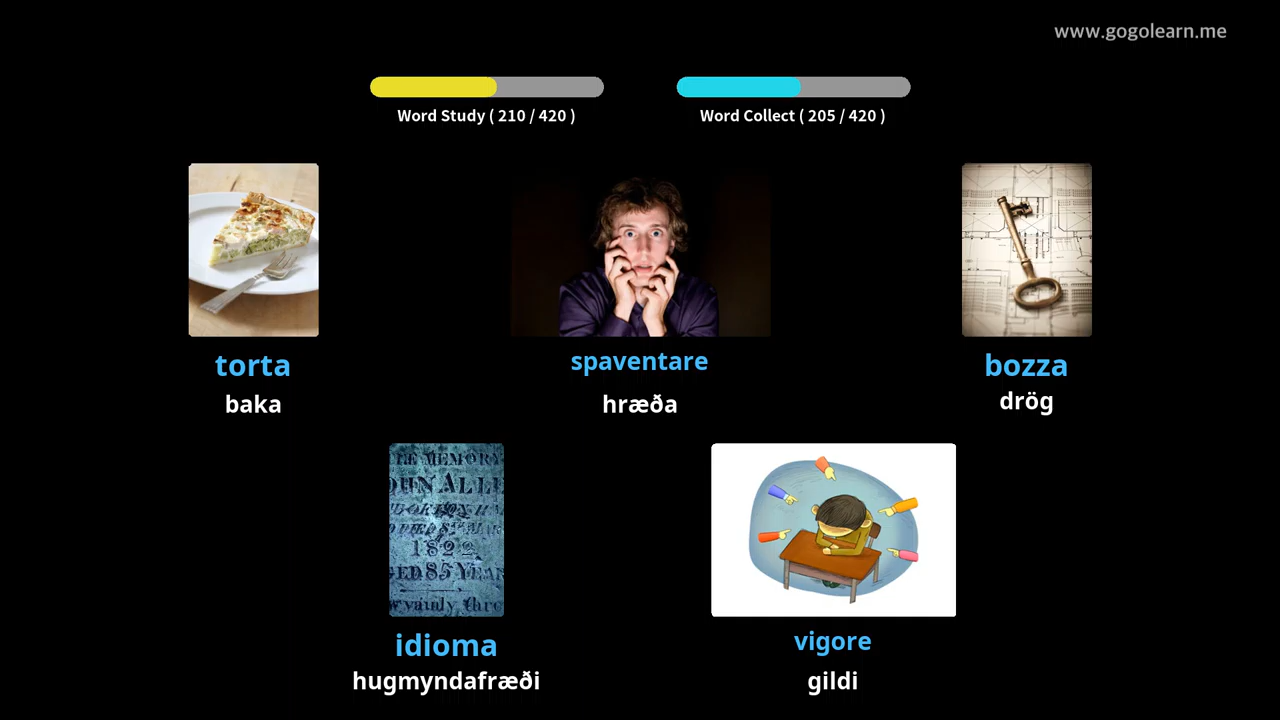 www.gogolearn.me
Word Study ( 210 / 420 )
Word Collect ( 205 / 420 )
torta
baka
spaventare
hræða
bozza
drög
1822
idioma
hugmyndafræði
vigore
gildi